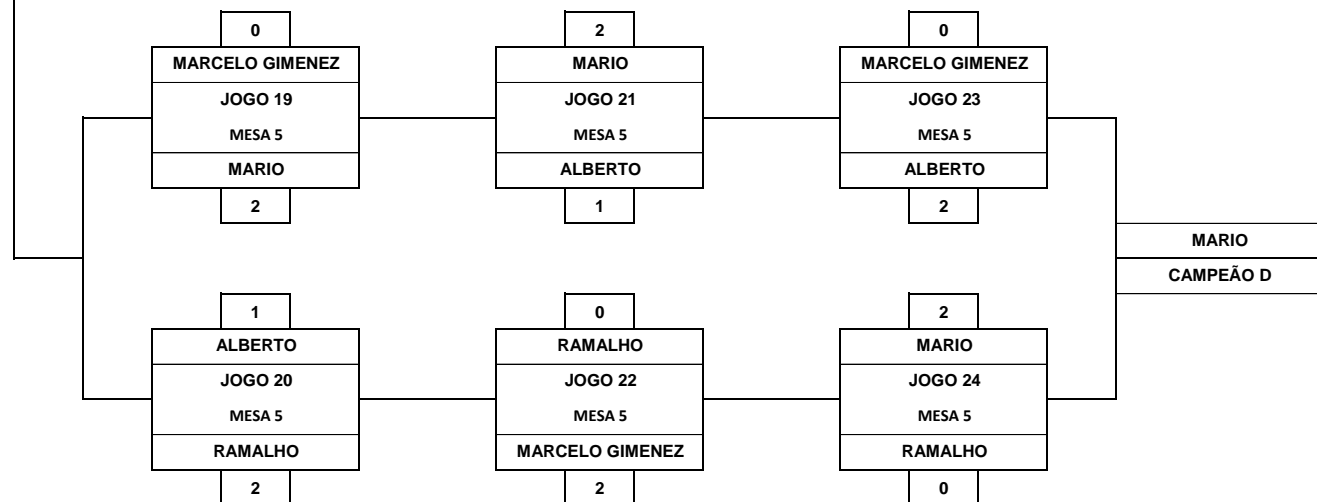 0
MARCELO GIMENEZ
JOGO 19
MESA 5
MARIO
2
2
MARIO
JOGO 21
MESA 5
ALBERTO
1
0
MARCELO GIMENEZ
JOGO 23
MESA 5
ALBERTO
2
MARIO
CAMPEÃO D
1
ALBERTO
JOGO 20
MESA 5
RAMALHO
2
0
RAMALHO
JOGO 22
MESA 5
MARCELO GIMENEZ
2
2
MARIO
JOGO 24
MESA 5
RAMALHO
0